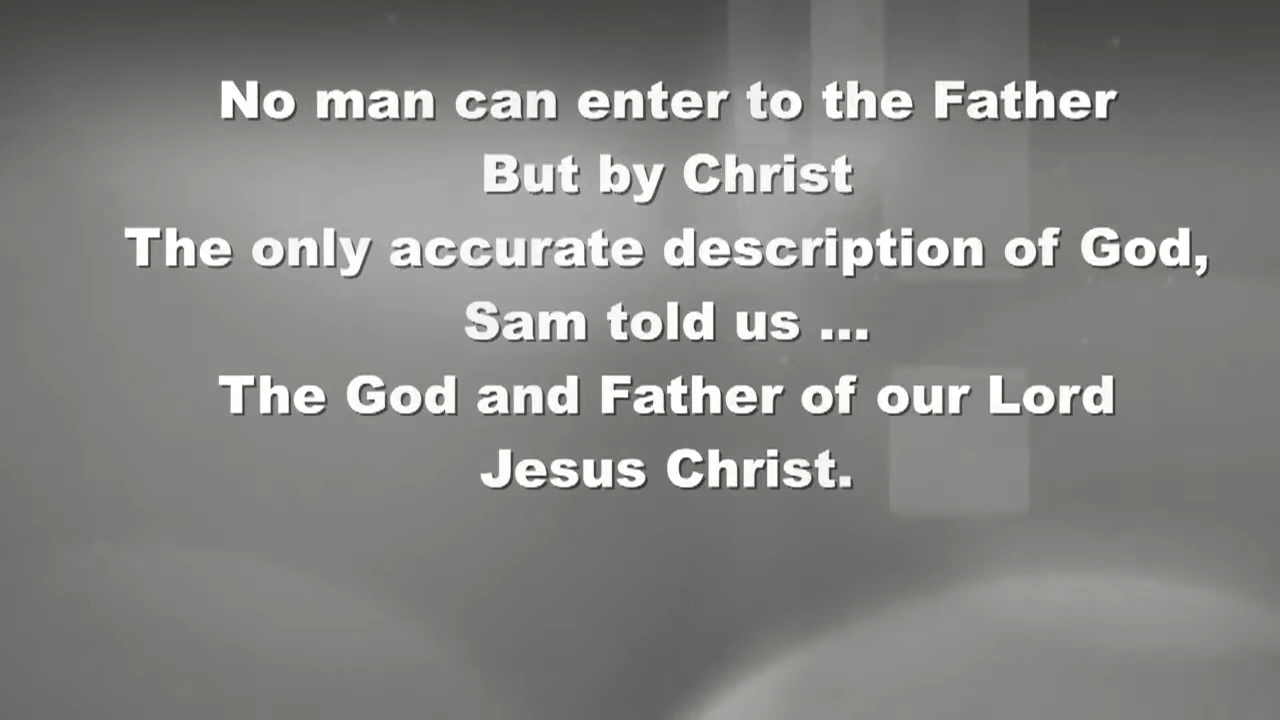 No man can enter to the Father
But by Christ
The only accurate description of God,
Sam told us ...
The God and Father of our Lord
Jesus Christ.